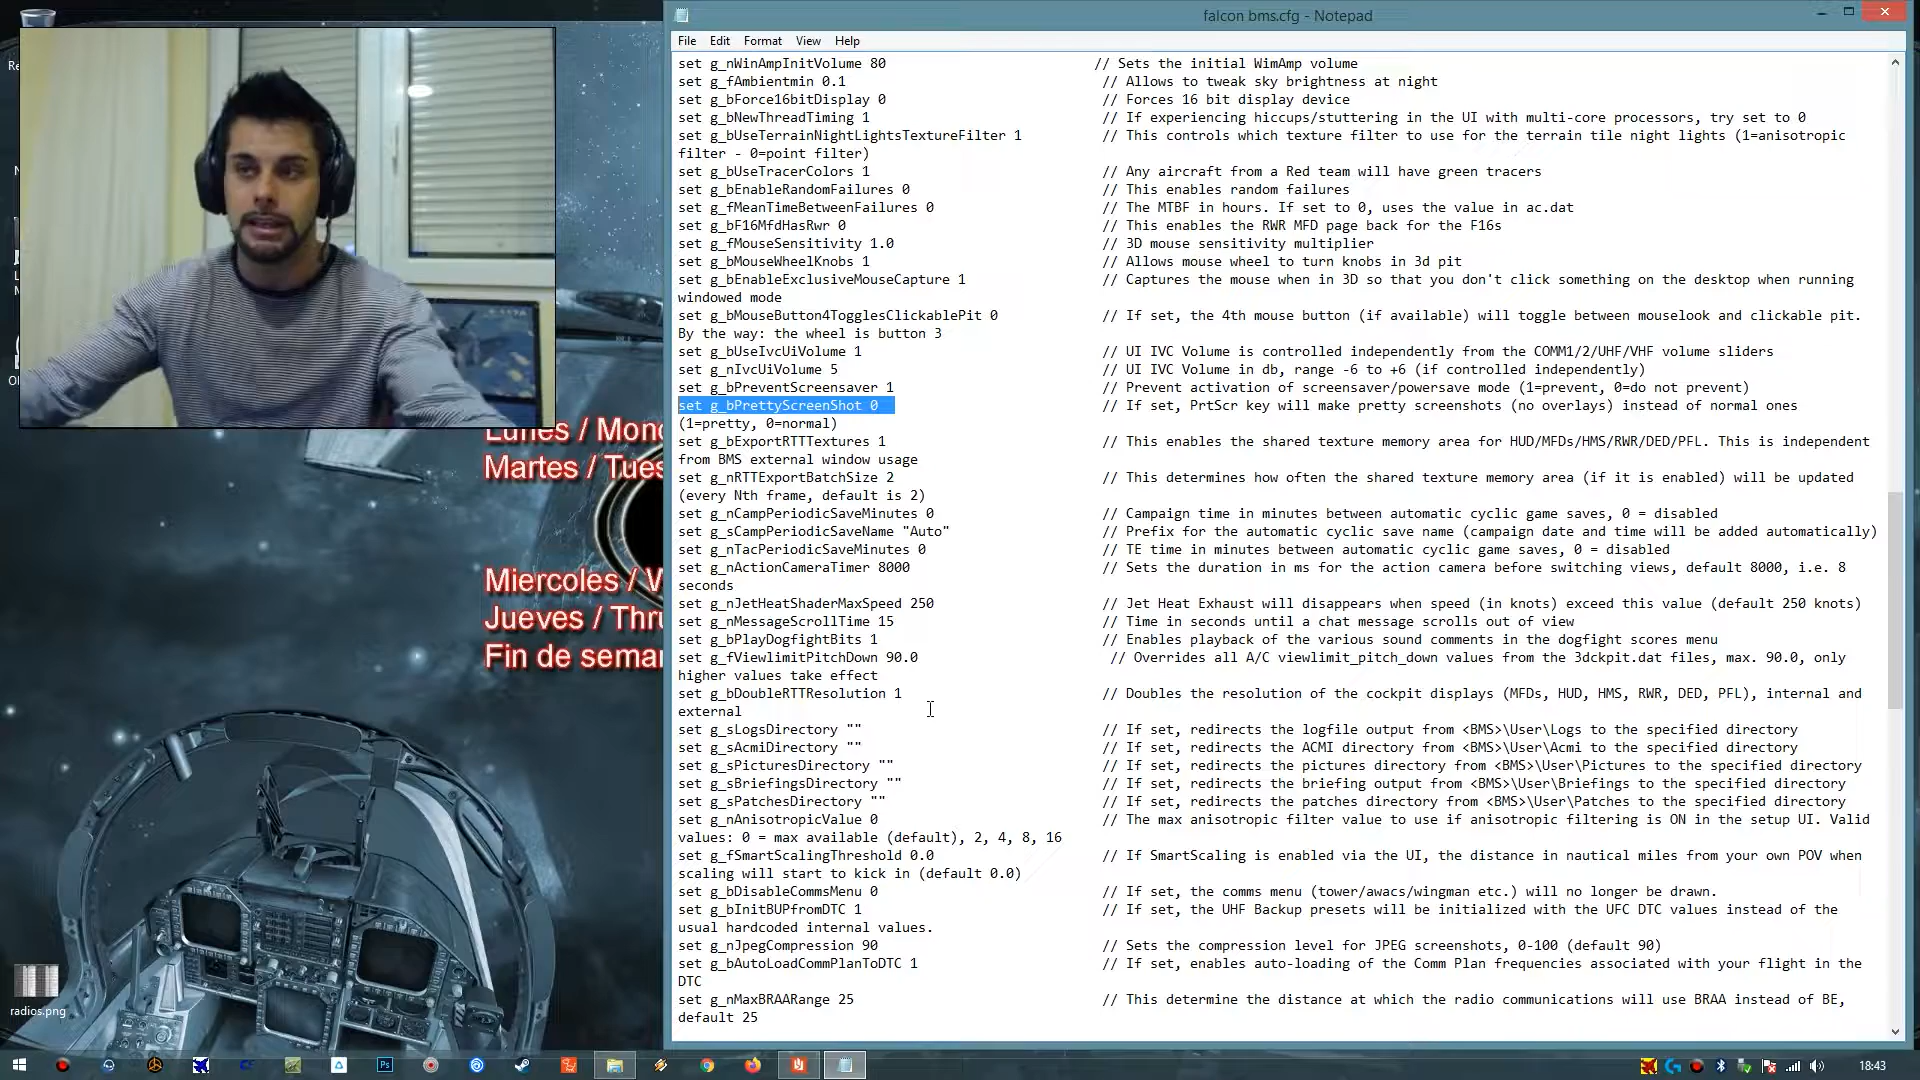 falcon bms.cfg - Notepad
File Edit Format View Help
set g_nWinAmpInitVolume 80 // Sets the initial WimAmp volume
set g_fAmbientmin 0.1 // Allows to tweak sky brightness at night
set g_bForce16bitDisplay 0 // Forces 16 bit display device
set g_bNewThreadTiming 1 // If experiencing hiccups/stuttering in the UI with multi-core processors, try set to 0
set g_bUseTerrainNightLightsTextureFilter 1 // This controls which texture filter to use for the terrain tile night lights (1=anisotropic
filter - 0=point filter)
set g_bUseTracerColors 1 // Any aircraft from a Red team will have green tracers
set g_bEnableRandomFailures 0 // This enables random failures
set g_fMeanTimeBetweenFailures 0 // The MTBF in hours. If set to 0, uses the value in ac.dat
set g_bF16MfdHasRwr 0 // This enables the RWR MFD page back for the F16s
set g_fMouseSensitivity 1.0 // 3D mouse sensitivity multiplier
set g_bMouseWheelKnobs 1 // Allows mouse wheel to turn knobs in 3d pit
set g_bEnableExclusiveMouseCapture 1 // Captures the mouse when in 3D so that you don't click something on the desktop when running
windowed mode
set g_bMouseButton4TogglesClickablePit 0 // If set, the 4th mouse button (if available) will toggle between mouselook and clickable pit.
By the way: the wheel is button 3
set g_bUseIvcUiVolume 1 // UI IVC Volume is controlled independently from the COMM1/2/UHF/VHF volume sliders
set g_nIvcUiVolume 5 // UI IVC Volume in db, range -6 to +6 (if controlled independently)
set g_bPreventScreensaver 1 // Prevent activation of screensaver/powersave mode (1=prevent, 0=do not prevent)
set g_bPrettyScreenShot 0 // If set, PrtScr key will make pretty screenshots (no overlays) instead of normal ones
(1=pretty, 0=normal)
set g_bExportRTTTextures 1 // This enables the shared texture memory area for HUD/MFDs/HMS/RWR/DED/PFL. This is independent
from BMS external window usage
set g_nRTTExportBatchSize 2 // This determines how often the shared texture memory area (if it is enabled) will be updated
(every Nth frame, default is 2)
set g_nCampPeriodicSaveMinutes 0 // Campaign time in minutes between automatic cyclic game saves, 0 = disabled
set g_sCampPeriodicSaveName "Auto" // Prefix for the automatic cyclic save name (campaign date and time will be added automatically)
set g_nTacPeriodicSaveMinutes 0 // TE time in minutes between automatic cyclic game saves, 0 = disabled
set g_nActionCameraTimer 8000 // Sets the duration in ms for the action camera before switching views, default 8000, i.e. 8
seconds
set g_nJetHeatShaderMaxSpeed 250 // Jet Heat Exhaust will disappears when speed (in knots) exceed this value (default 250 knots)
set g_nMessageScrollTime 15 // Time in seconds until a chat message scrolls out of view
set g_bPlayDogfightBits 1 // Enables playback of the various sound comments in the dogfight scores menu
set g_fViewlimitPitchDown 90.0 // Overrides all A/C viewlimit_pitch_down values from the 3dckpit.dat files, max. 90.0, only
higher values take effect
set g_bDoubleRTTResolution 1 // Doubles the resolution of the cockpit displays (MFDs, HUD, HMS, RWR, DED, PFL), internal and
external
set g_sLogsDirectory "" // If set, redirects the logfile output from <BMS>\User\Logs to the specified directory
set g_sAcmiDirectory "" // If set, redirects the ACMI directory from <BMS>\User\Acmi to the specified directory
set g_sPicturesDirectory "" // If set, redirects the pictures directory from <BMS>\User\Pictures to the specified directory
set g_sBriefingsDirectory "" // If set, redirects the briefing output from <BMS>\User\Briefings to the specified directory
set g_sPatchesDirectory "" // If set, redirects the patches directory from <BMS>\User\Patches to the specified directory
set g_nAnisotropicValue 0 // The max anisotropic filter value to use if anisotropic filtering is ON in the setup UI. Valid
values: 0 = max available (default), 2, 4, 8, 16
set g_fSmartScalingThreshold 0.0 // If SmartScaling is enabled via the UI, the distance in nautical miles from your own POV when
scaling will start to kick in (default 0.0)
set g_bDisableCommsMenu 0 // If set, the comms menu (tower/awacs/wingman etc.) will no longer be drawn.
set g_bInitBUPfromDTC 1 // If set, the UHF Backup presets will be initialized with the UFC DTC values instead of the
usual hardcoded internal values.
set g_nJpegCompression 90 // Sets the compression level for JPEG screenshots, 0-100 (default 90)
set g_bAutoLoadCommPlanToDTC 1 // If set, enables auto-loading of the Comm Plan frequencies associated with your flight in the
DTC
set g_nMaxBRAARange 25 // This determine the distance at which the radio communications will use BRAA instead of BE,
default 25
Re
Lunes / Mond
Martes / Tues
Miercoles / W
Jueves / Thru
Fin de semar
radios.png
Ps
18:43